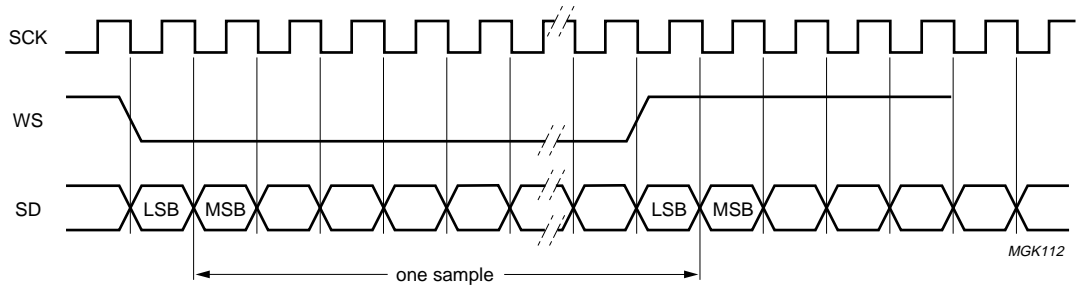 SCK
WS
SD
LSB
MSB
LSB
MSB
MGK112
one sample